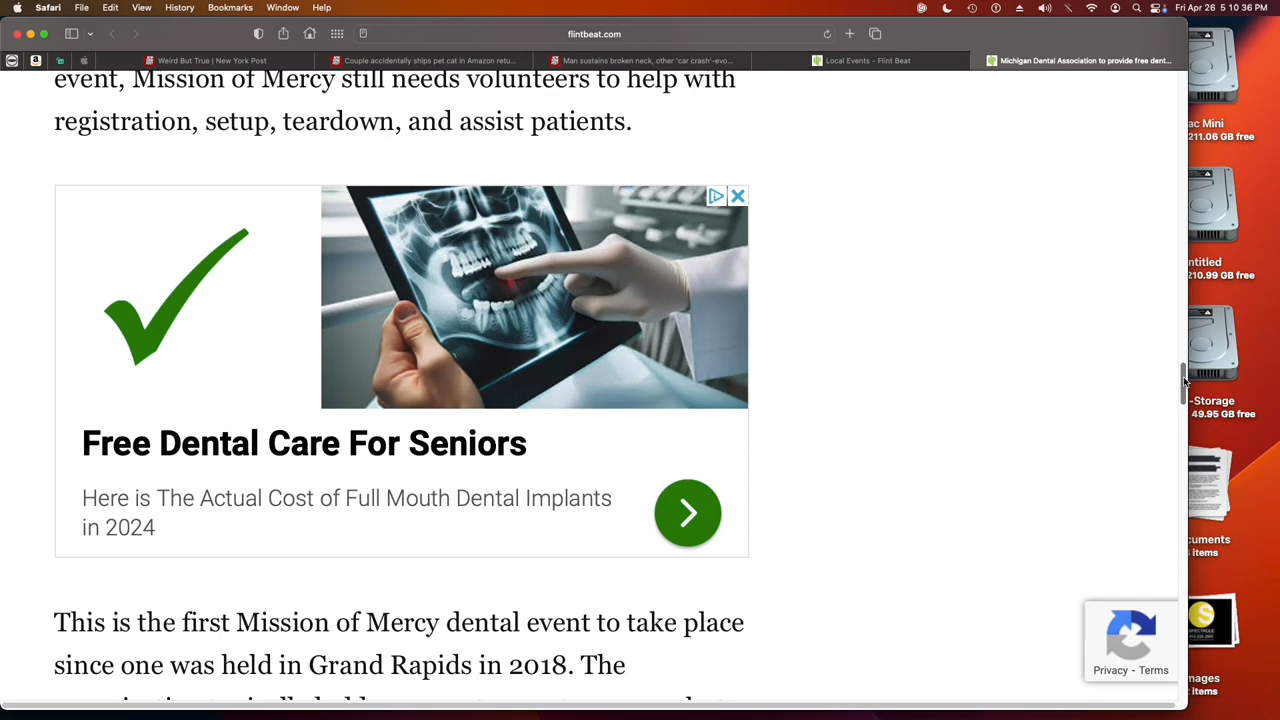 Safari File Edit View History Bookmarks Window Help Fri Apr 26 5 10 36 PM
flintbeat.com
Weird But True | New York Post
Couple accidentally ships pet cat in Amazon retu...
Man sustains broken neck, other 'car crash'-evo...
Local Events - Flint Beat
Michigan Dental Association to provide free dent...
event, Mission of Mercy still needs volunteers to help with
registration, setup, teardown, and assist patients.
Free Dental Care For Seniors
Here is The Actual Cost of Full Mouth Dental Implants
in 2024
This is the first Mission of Mercy dental event to take place
since one was held in Grand Rapids in 2018. The
Privacy - Terms
ac Mini
211.06 GB free
ntitled
210.99 GB free
-Storage
49.95 GB free
cuments
items
S
SPECTACLE
mages
items